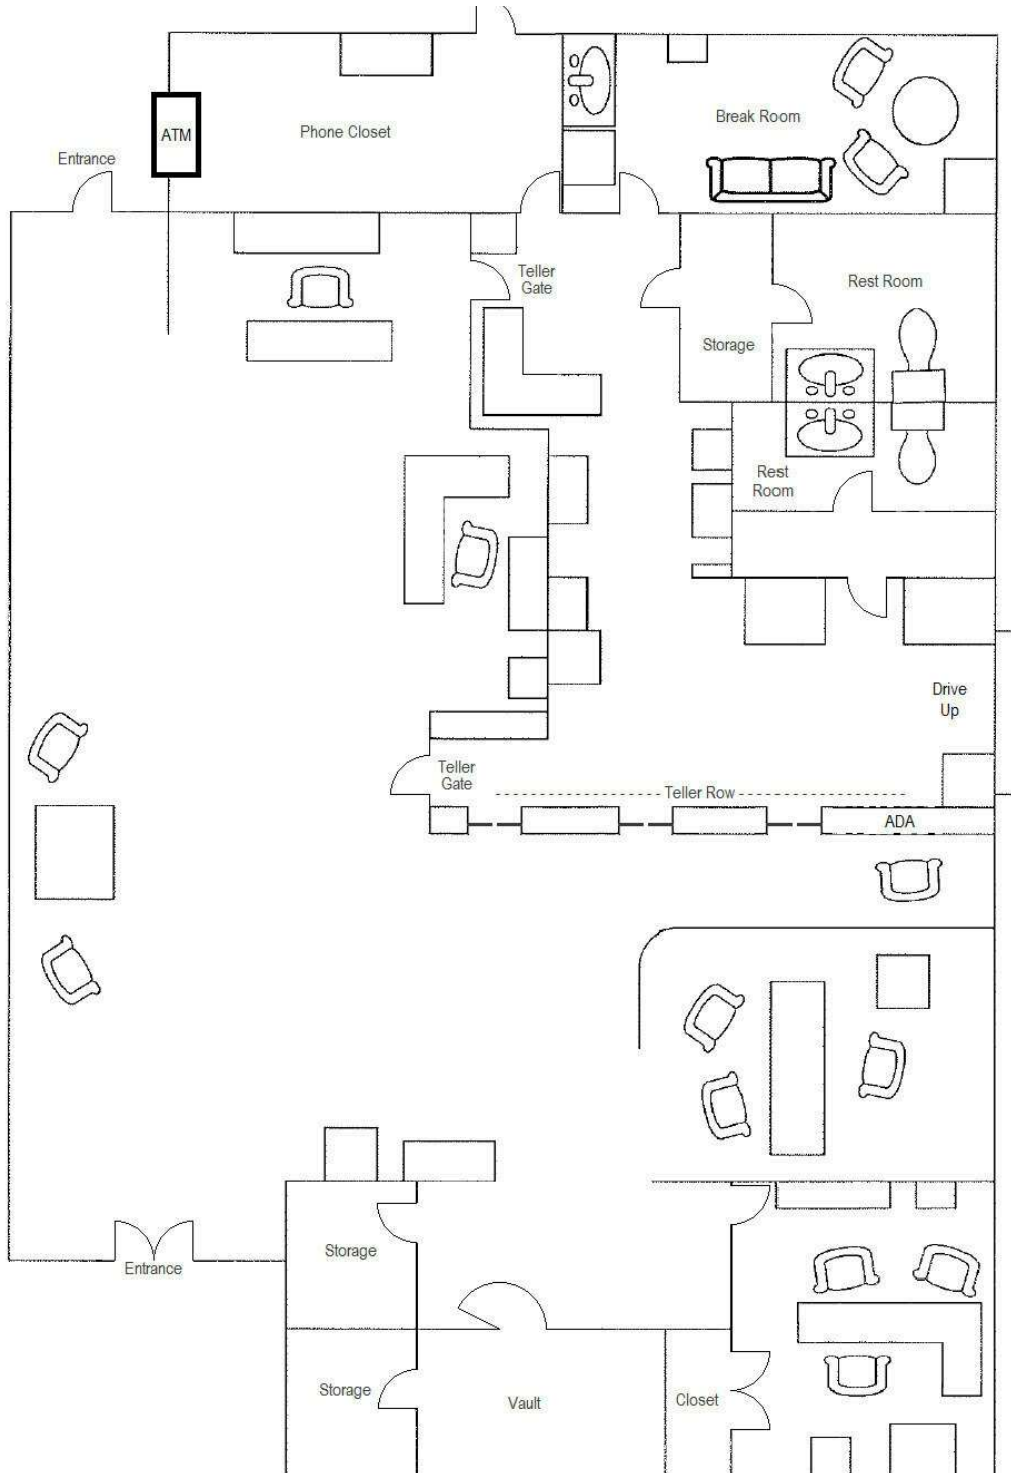 ATM
Phone Closet
Break Room
Entrance
Teller
Gate
Rest Room
Storage
Rest
Room
Drive
Up
Teller
Gate
Teller Row
ADA
Storage
Entrance
Storage
Vault
Closet